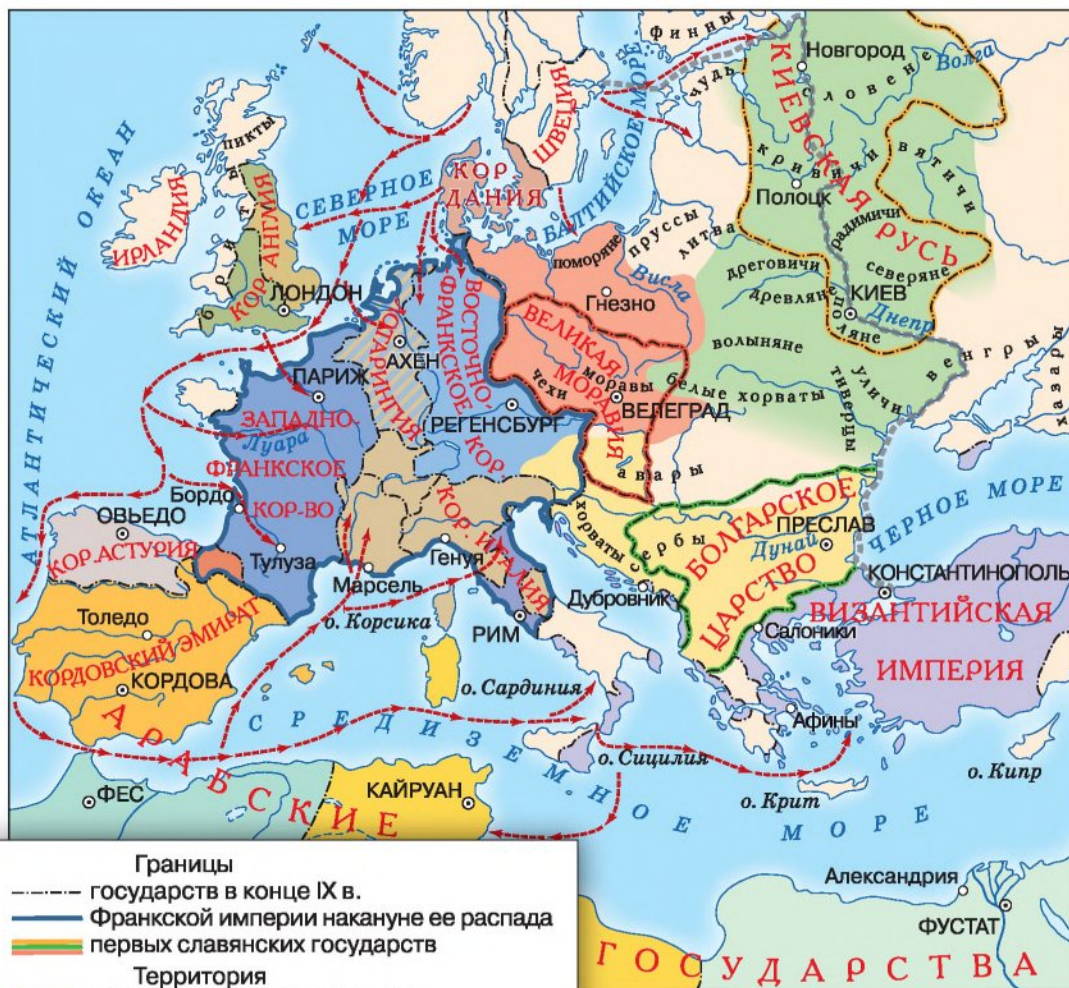 финны
Новгород
Волга
чудь
словене
КИЕВСКАЯ РУСЬ
кривичи
вятичи
Полоцк
радимичи
северяне
дреговичи
древляне
КИЕВ
поляне
Днепр
волыняне
белые хорваты
тиверцы
уличи
венгры
хазары
АТЛАНТИЧЕСКИЙ ОКЕАН
пикты
ИРЛАНДИЯ
бритты
КОР. АНГЛИЯ
ЛОНДОН
СЕВЕРНОЕ МОРЕ
ШВЕЦИЯ
КОР. ДАНИЯ
БАЛТИЙСКОЕ МОРЕ
пруссы
литва
поморяне
Висла
Гнезно
ВЕЛИКАЯ МОРАВИЯ
моравы
чехи
ВЕЛЕГРАД
авары
ВОСТОЧНО-ФРАНКСКОЕ КОР.
ЛОТАРИНГИЯ
АХЕН
ПАРИЖ
РЕГЕНСБУРГ
ЗАПАДНО-
Луара
ФРАНКСКОЕ
КОР-ВО
Бордо
Тулуза
Марсель
Генуя
КОР. ИТАЛИЯ
РИМ
о. Корсика
о. Сардиния
ОВЬЕДО
КОР. АСТУРИЯ
Толедо
КОРДОВСКИЙ ЭМИРАТ
КОРДОВА
хорваты
сербы
Дубровник
БОЛГАРСКОЕ ЦАРСТВО
ПРЕСЛАВ
Дунай
ЧЕРНОЕ МОРЕ
КОНСТАНТИНОПОЛЬ
ВИЗАНТИЙСКАЯ
ИМПЕРИЯ
Салоники
Афины
о. Сицилия
о. Крит
о. Кипр
СРЕДИЗЕМНОЕ МОРЕ
АРАБСКИЕ
ГОСУДАРСТВА
ФЕС
КАЙРУАН
Александрия
ФУСТАТ
Границы
государств в конце IX в.
Франкской империи накануне ее распада
первых славянских государств
Территория